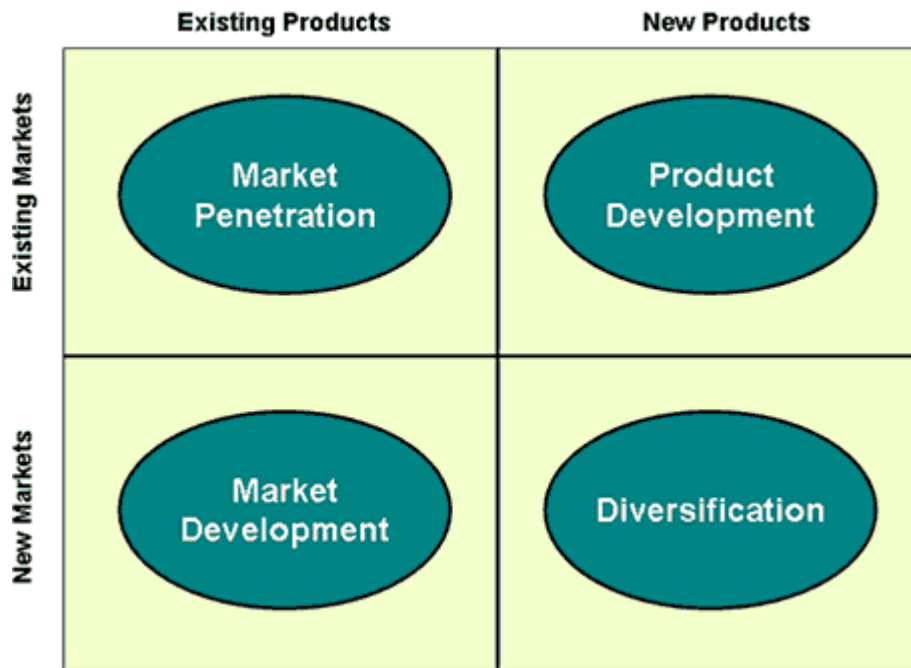 Existing Products
New Products
Existing Markets
Market
Penetration
Product
Development
New Markets
Market
Development
Diversification